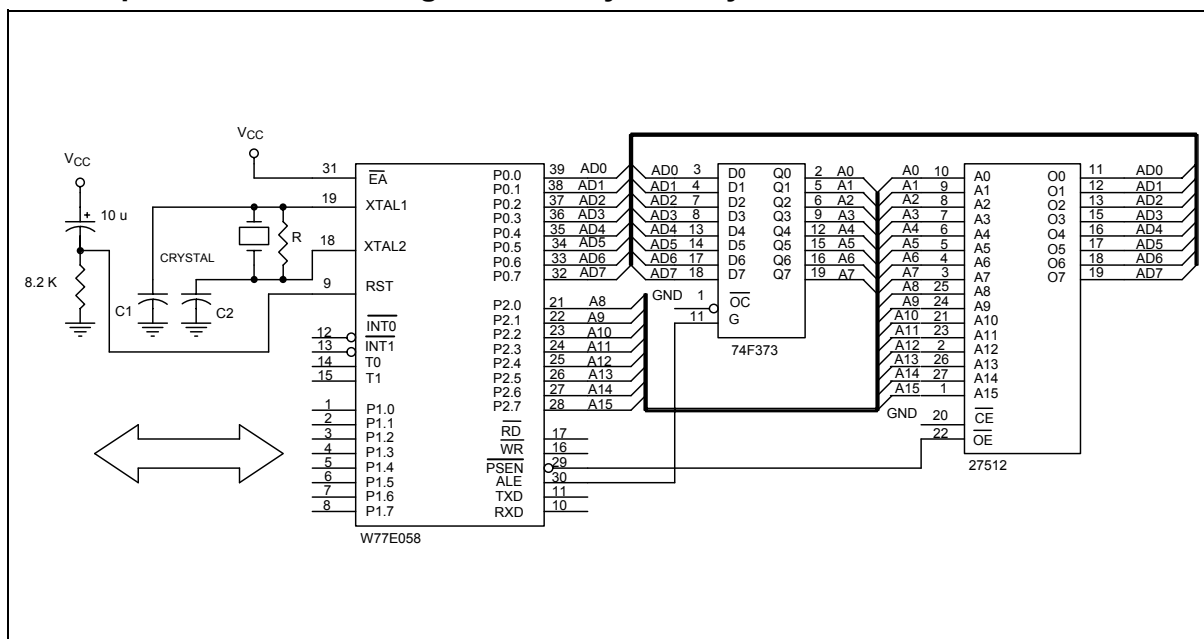 VCC
VCC
10 u
8.2 K
C1
C2
CRYSTAL
R
31 EA
19 XTAL1
18 XTAL2
9 RST
12 INT0
13 INT1
14 T0
15 T1
1 P1.0
2 P1.1
3 P1.2
4 P1.3
5 P1.4
6 P1.5
7 P1.6
8 P1.7
P0.0 39 AD0
P0.1 38 AD1
P0.2 37 AD2
P0.3 36 AD3
P0.4 35 AD4
P0.5 34 AD5
P0.6 33 AD6
P0.7 32 AD7
P2.0 21 A8
P2.1 22 A9
P2.2 23 A10
P2.3 24 A11
P2.4 25 A12
P2.5 26 A13
P2.6 27 A14
P2.7 28 A15
RD 17
WR 16
PSEN 29
ALE 30
TXD 11
RXD 10
W77E058
AD0 3 D0 Q0 2 A0
AD1 4 D1 Q1 5 A1
AD2 7 D2 Q2 6 A2
AD3 8 D3 Q3 9 A3
AD4 13 D4 Q4 12 A4
AD5 14 D5 Q5 15 A5
AD6 17 D6 Q6 16 A6
AD7 18 D7 Q7 19 A7
GND 1 OC
11 G
74F373
A0 10 A0 O0 11 AD0
A1 9 A1 O1 12 AD1
A2 8 A2 O2 13 AD2
A3 7 A3 O3 15 AD3
A4 6 A4 O4 16 AD4
A5 5 A5 O5 17 AD5
A6 4 A6 O6 18 AD6
A7 3 A7 O7 19 AD7
A8 25 A8
A9 24 A9
A10 21 A10
A11 23 A11
A12 2 A12
A13 26 A13
A14 27 A14
A15 1 A15
GND 20 CE
22 OE
27512